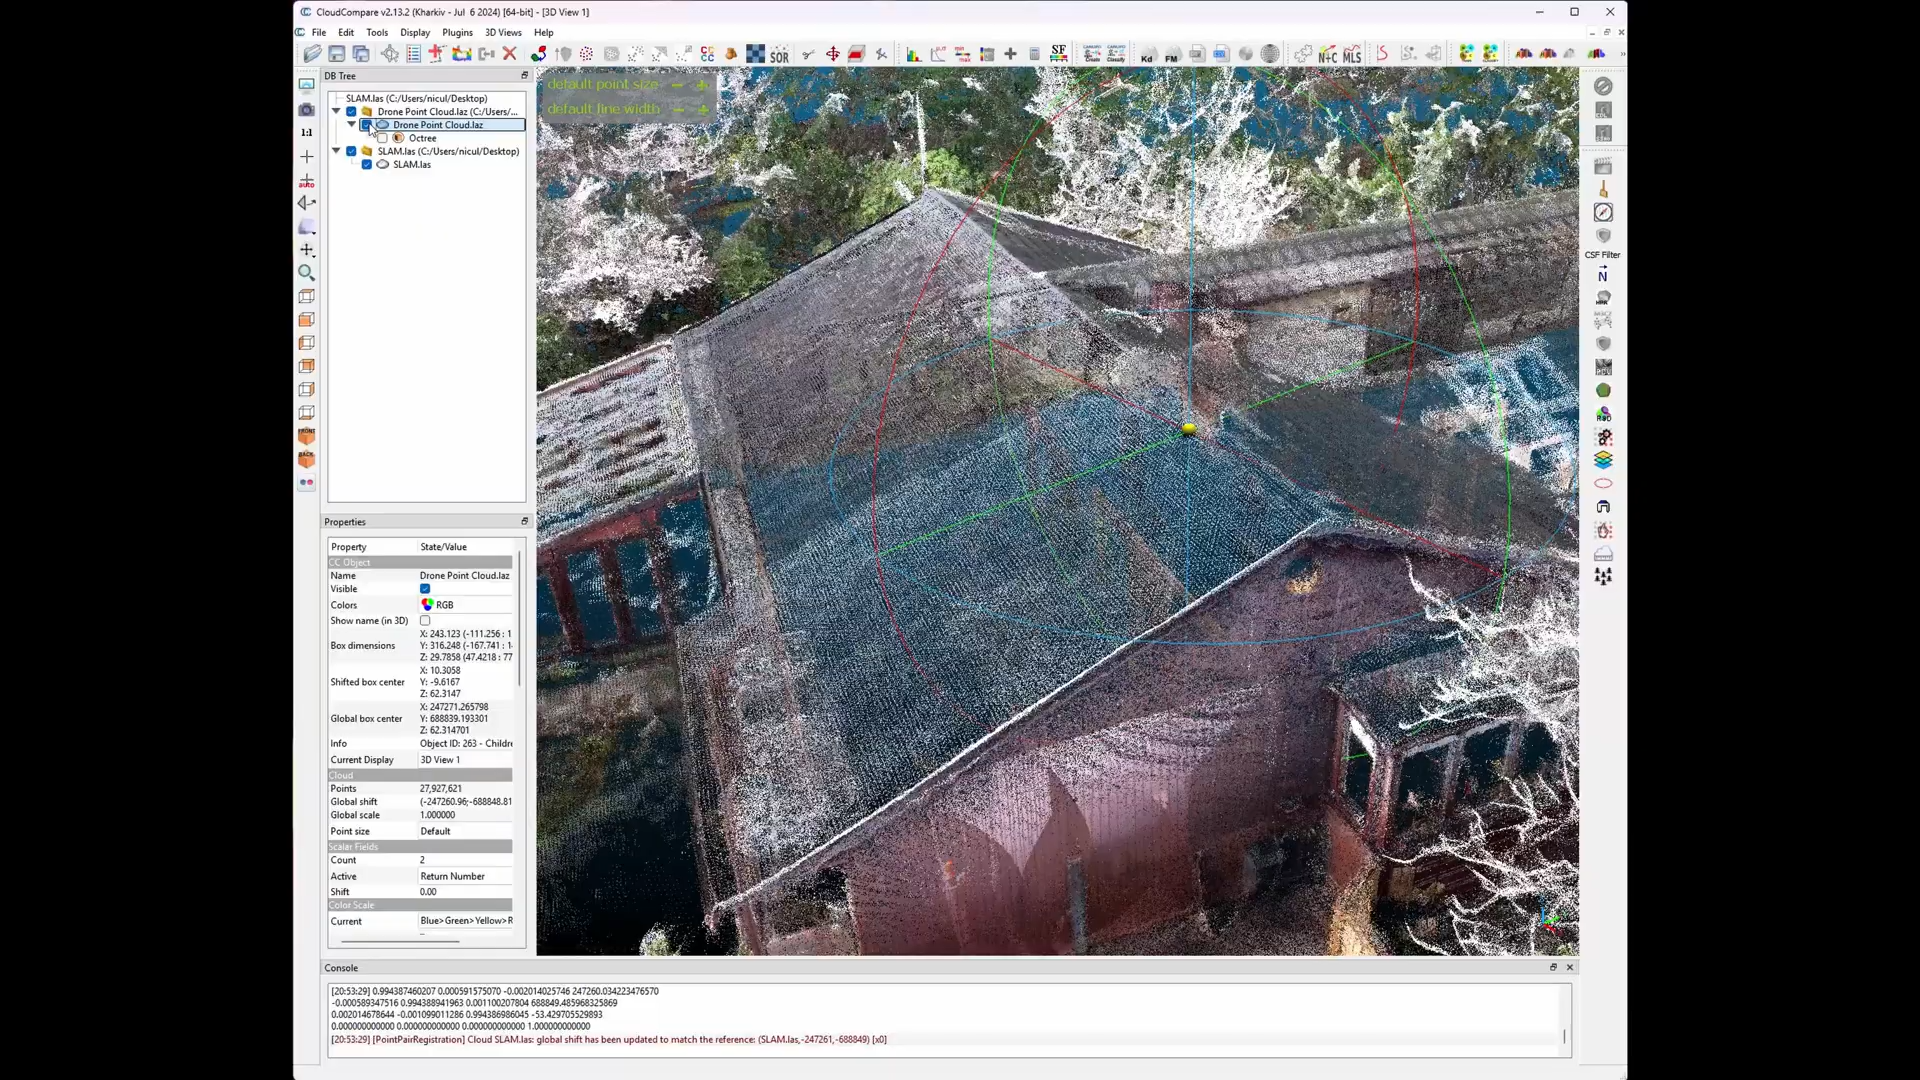 CloudCompare v2.13.2 (Kharkiv - Jul 6 2024) [64-bit] - [3D View 1]
File Edit Tools Display Plugins Help
SOR
SF
Kd FM
N+C MLS
DB Tree
SLAM.las (C:/Users/nicul/Desktop)
Drone Point Cloud.laz (C:/Users/...
Drone Point Cloud.laz
Octree
SLAM.las (C:/Users/nicul/Desktop)
SLAM.las
1:1
auto
FRONT
BACK
default point size
default line width
CSF Filter
N
Properties
Property State/Value
CC Object
Name Drone Point Cloud.laz
Visible
Colors RGB
Show name (in 3D)
Box dimensions X: 243.123 (-111.256 : 1
Y: 316.248 (-167.741 : 1
Z: 29.7858 (47.4218 : 77
Shifted box center X: 10.3058
Y: -9.6167
Z: 62.3147
Global box center X: 247271.265798
Y: 688839.193301
Z: 62.314701
Info Object ID: 263 - Childre
Current Display 3D View 1
Cloud
Points 27,927,621
Global shift (-247260.96;-688848.81
Global scale 1.000000
Point size Default
Scalar Fields
Count 2
Active Return Number
Shift 0.00
Color Scale
Current Blue>Green>Yellow>R
Console
[20:53:29] 0.994387460207 0.000591575070 -0.002014025746 247260.034223476570
-0.000589347516 0.994388941963 0.001100207804 688849.485968325869
0.002014678644 -0.001099011286 0.994386986045 -53.429705529893
0.000000000000 0.000000000000 0.000000000000 1.000000000000
[20:53:29] [PointPairRegistration] Cloud SLAM.las: global shift has been updated to match the reference: (SLAM.las,-247261,-688849) [x0]